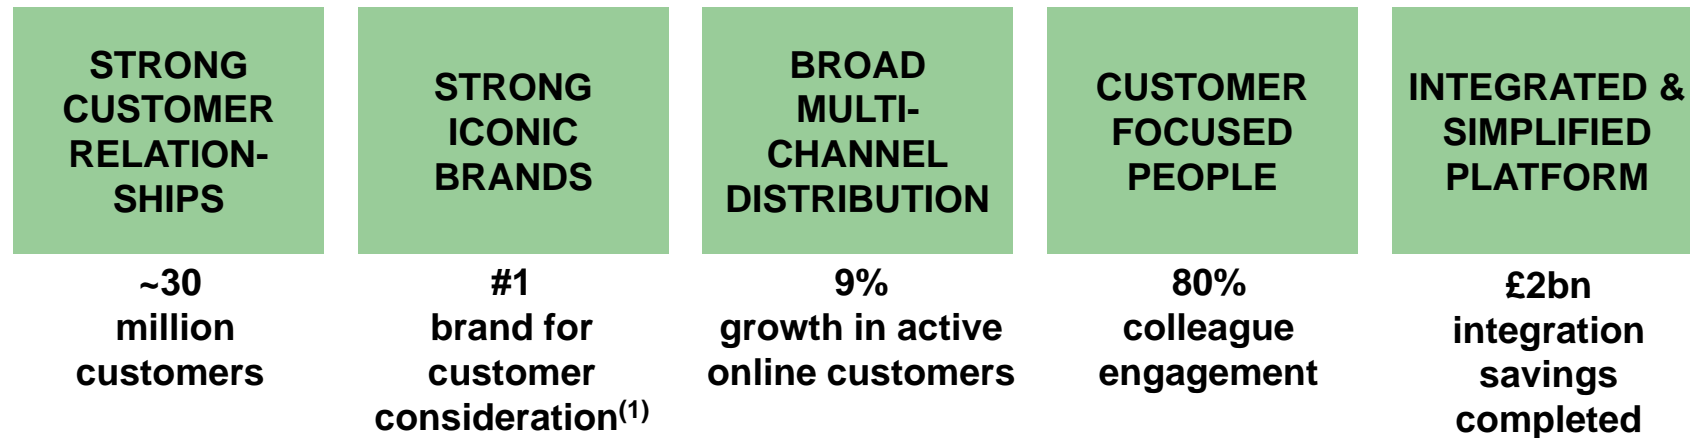 STRONG
CUSTOMER
RELATION-
SHIPS
~30
million
customers
STRONG
ICONIC
BRANDS
#1
brand for
customer
consideration(1)
BROAD
MULTI-
CHANNEL
DISTRIBUTION
9%
growth in active
online customers
CUSTOMER
FOCUSED
PEOPLE
80%
colleague
engagement
INTEGRATED &
SIMPLIFIED
PLATFORM
£2bn
integration
savings
completed